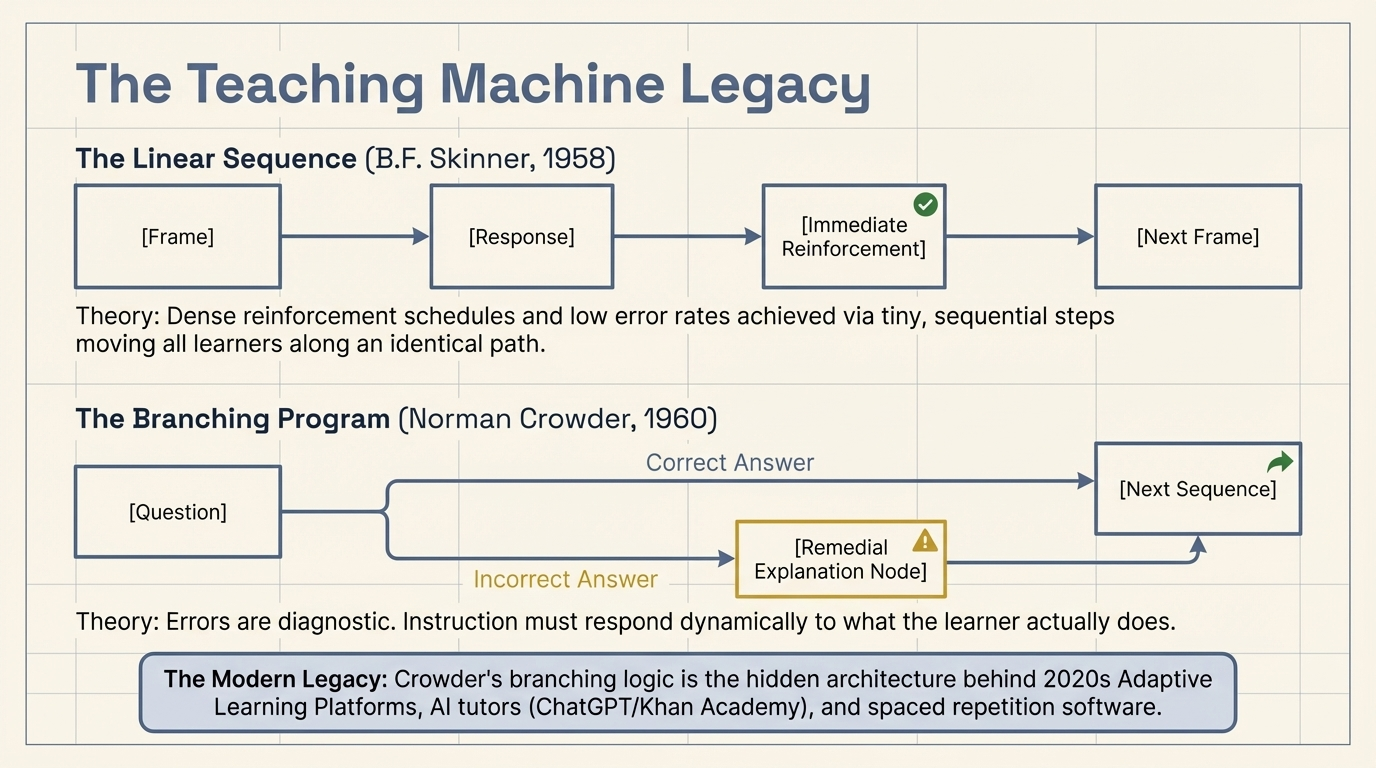 The Teaching Machine Legacy
The Linear Sequence (B.F. Skinner, 1958)
[Frame]
[Response]
[Immediate
Reinforcement]
[Next Frame]
Theory: Dense reinforcement schedules and low error rates achieved via tiny, sequential steps
moving all learners along an identical path.
The Branching Program (Norman Crowder, 1960)
[Question]
Correct Answer
Incorrect Answer
[Remedial
Explanation Node]
[Next Sequence]
Theory: Errors are diagnostic. Instruction must respond dynamically to what the learner actually does.
The Modern Legacy: Crowder's branching logic is the hidden architecture behind 2020s Adaptive
Learning Platforms, AI tutors (ChatGPT/Khan Academy), and spaced repetition software.